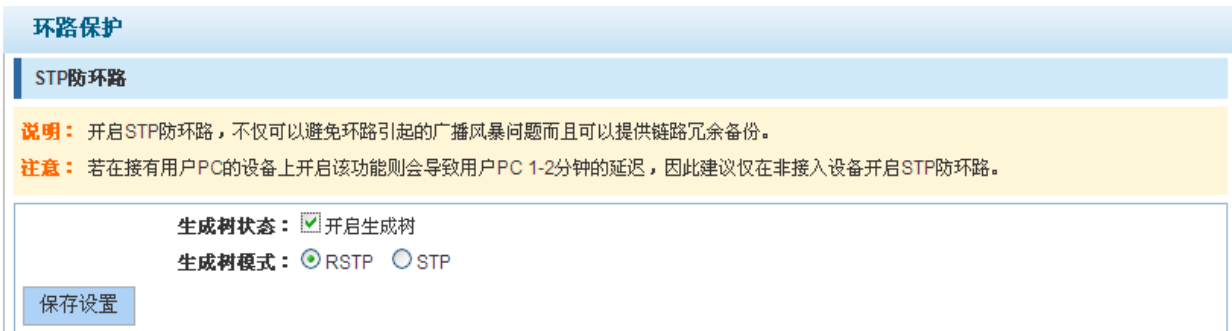 环路保护
STP防环路
说明： 开启STP防环路，不仅可以避免环路引起的广播风暴问题而且可以提供链路冗余备份。
注意： 若在接有用户PC的设备上开启该功能则会导致用户PC 1-2分钟的延迟，因此建议仅在非接入设备开启STP防环路。
生成树状态： 开启生成树
生成树模式： RSTP STP
保存设置